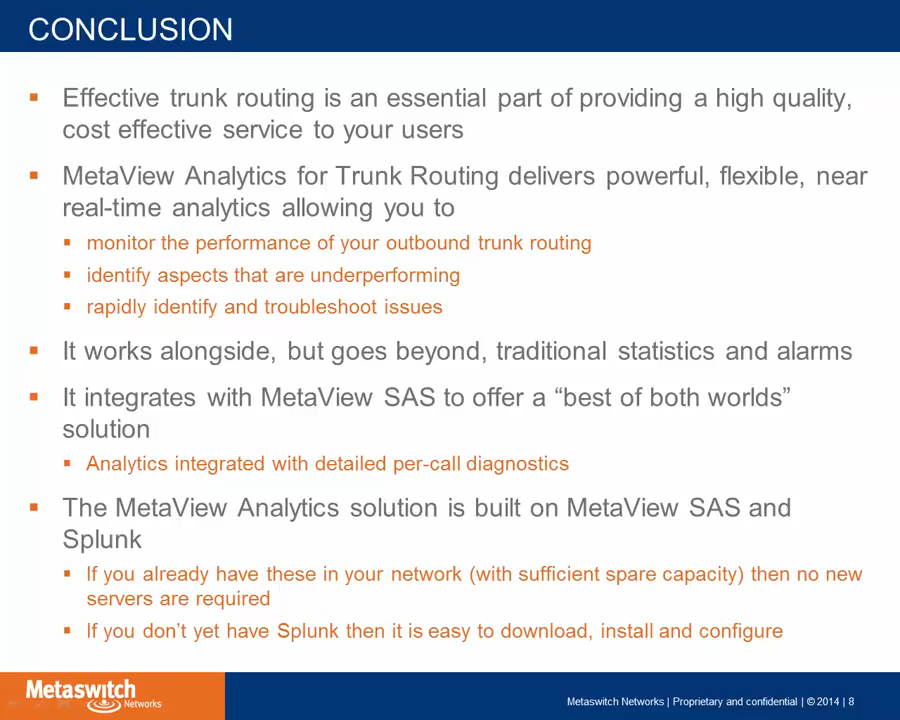 CONCLUSION
Effective trunk routing is an essential part of providing a high quality,
cost effective service to your users
MetaView Analytics for Trunk Routing delivers powerful, flexible, near
real-time analytics allowing you to
monitor the performance of your outbound trunk routing
identify aspects that are underperforming
rapidly identify and troubleshoot issues
It works alongside, but goes beyond, traditional statistics and alarms
It integrates with MetaView SAS to offer a “best of both worlds”
solution
Analytics integrated with detailed per-call diagnostics
The MetaView Analytics solution is built on MetaView SAS and
Splunk
If you already have these in your network (with sufficient spare capacity) then no new
servers are required
If you don’t yet have Splunk then it is easy to download, install and configure
Metaswitch
Networks
Metaswitch Networks | Proprietary and confidential | © 2014 | 8